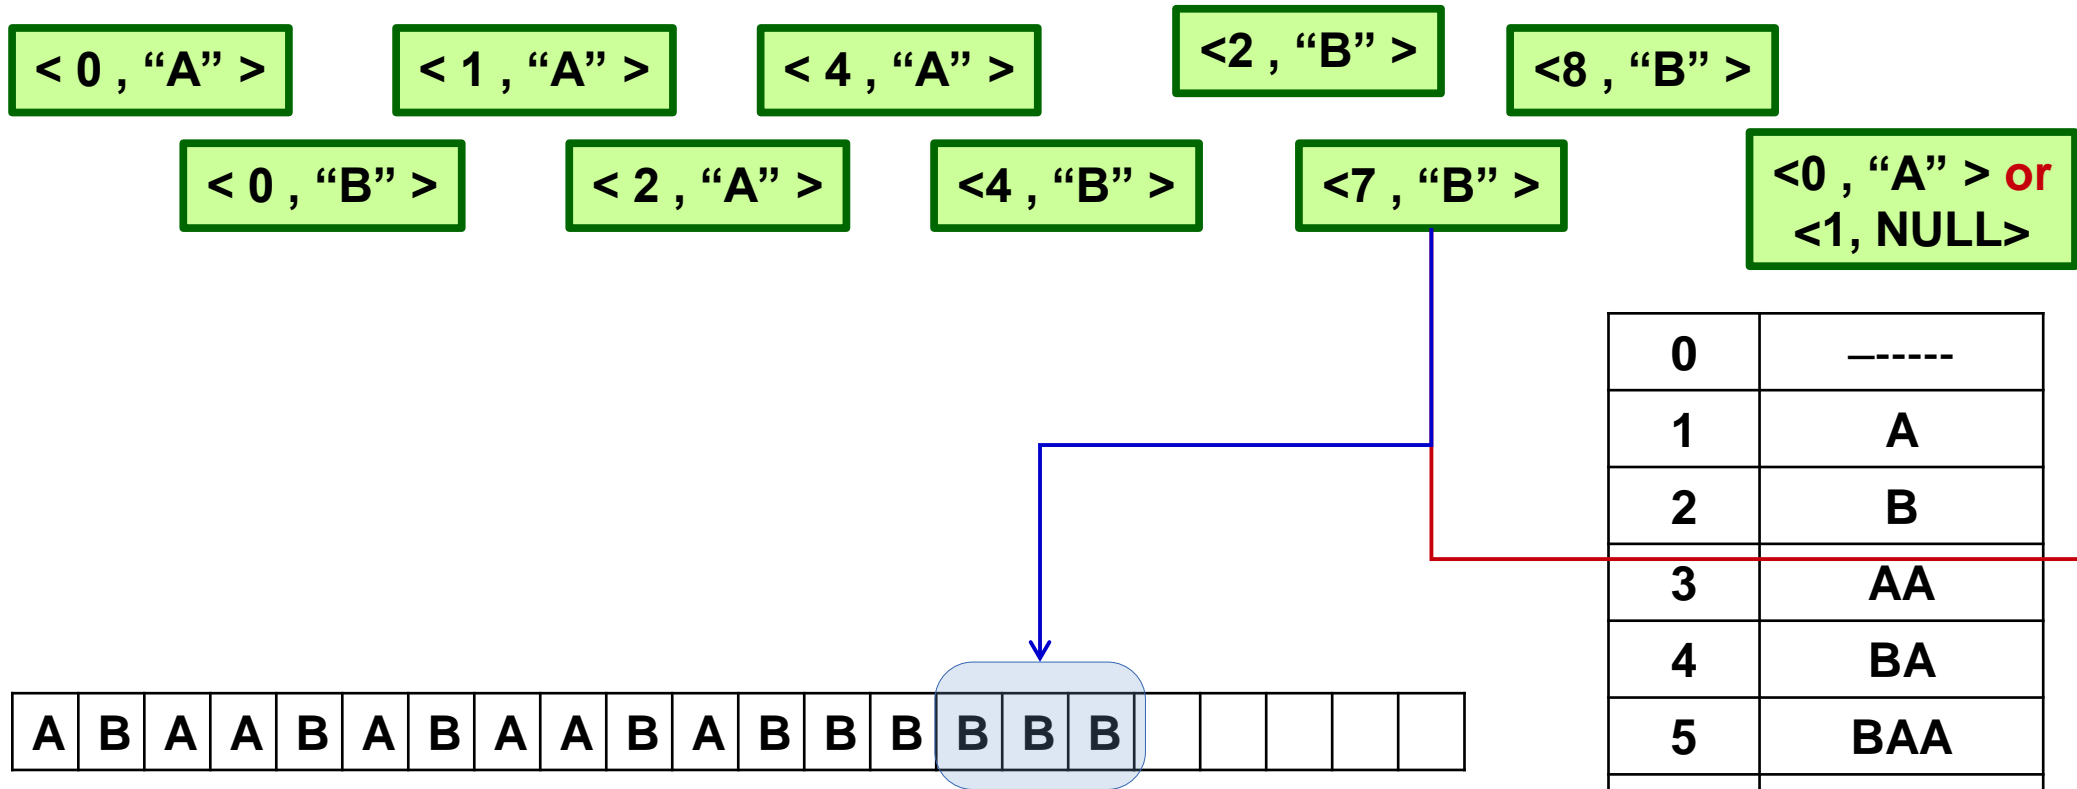 < 0 , “A” >
< 1 , “A” >
< 4 , “A” >
<2 , “B” >
<8 , “B” >
< 0 , “B” >
< 2 , “A” >
<4 , “B” >
<7 , “B” >
<0 , “A” > or
<1, NULL>
0 –-----
1 A
2 B
3 AA
4 BA
5 BAA
A B A A B A B A A B A B B B B B B